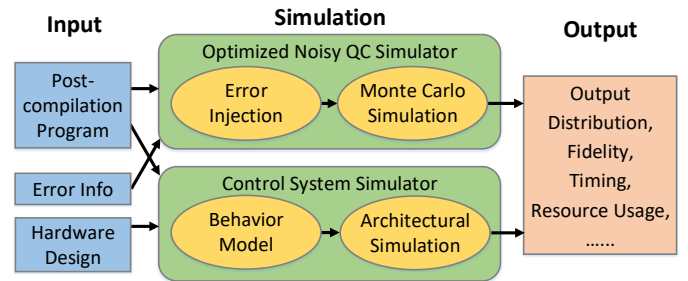 Input
Simulation
Output
Post-
compilation
Program
Error Info
Hardware
Design
Optimized Noisy QC Simulator
Error
Injection
Monte Carlo
Simulation
Control System Simulator
Behavior
Model
Architectural
Simulation
Output
Distribution,
Fidelity,
Timing,
Resource Usage,
......